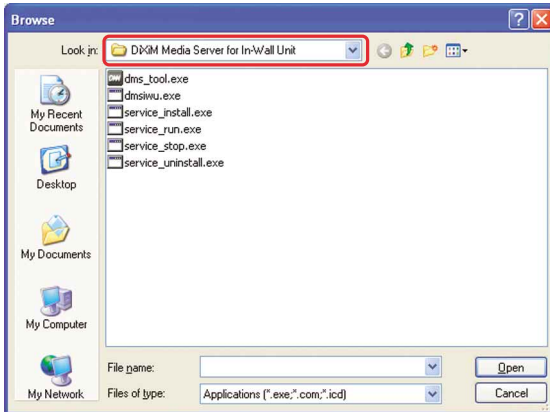 Browse
Look in: DiXiM Media Server for In-Wall Unit
dms_tool.exe
dmsiwu.exe
service_install.exe
service_run.exe
service_stop.exe
service_uninstall.exe
My Recent
Documents
Desktop
My Documents
My Computer
My Network
File name:
Open
Files of type: Applications (*.exe;*.com;*.icd)
Cancel